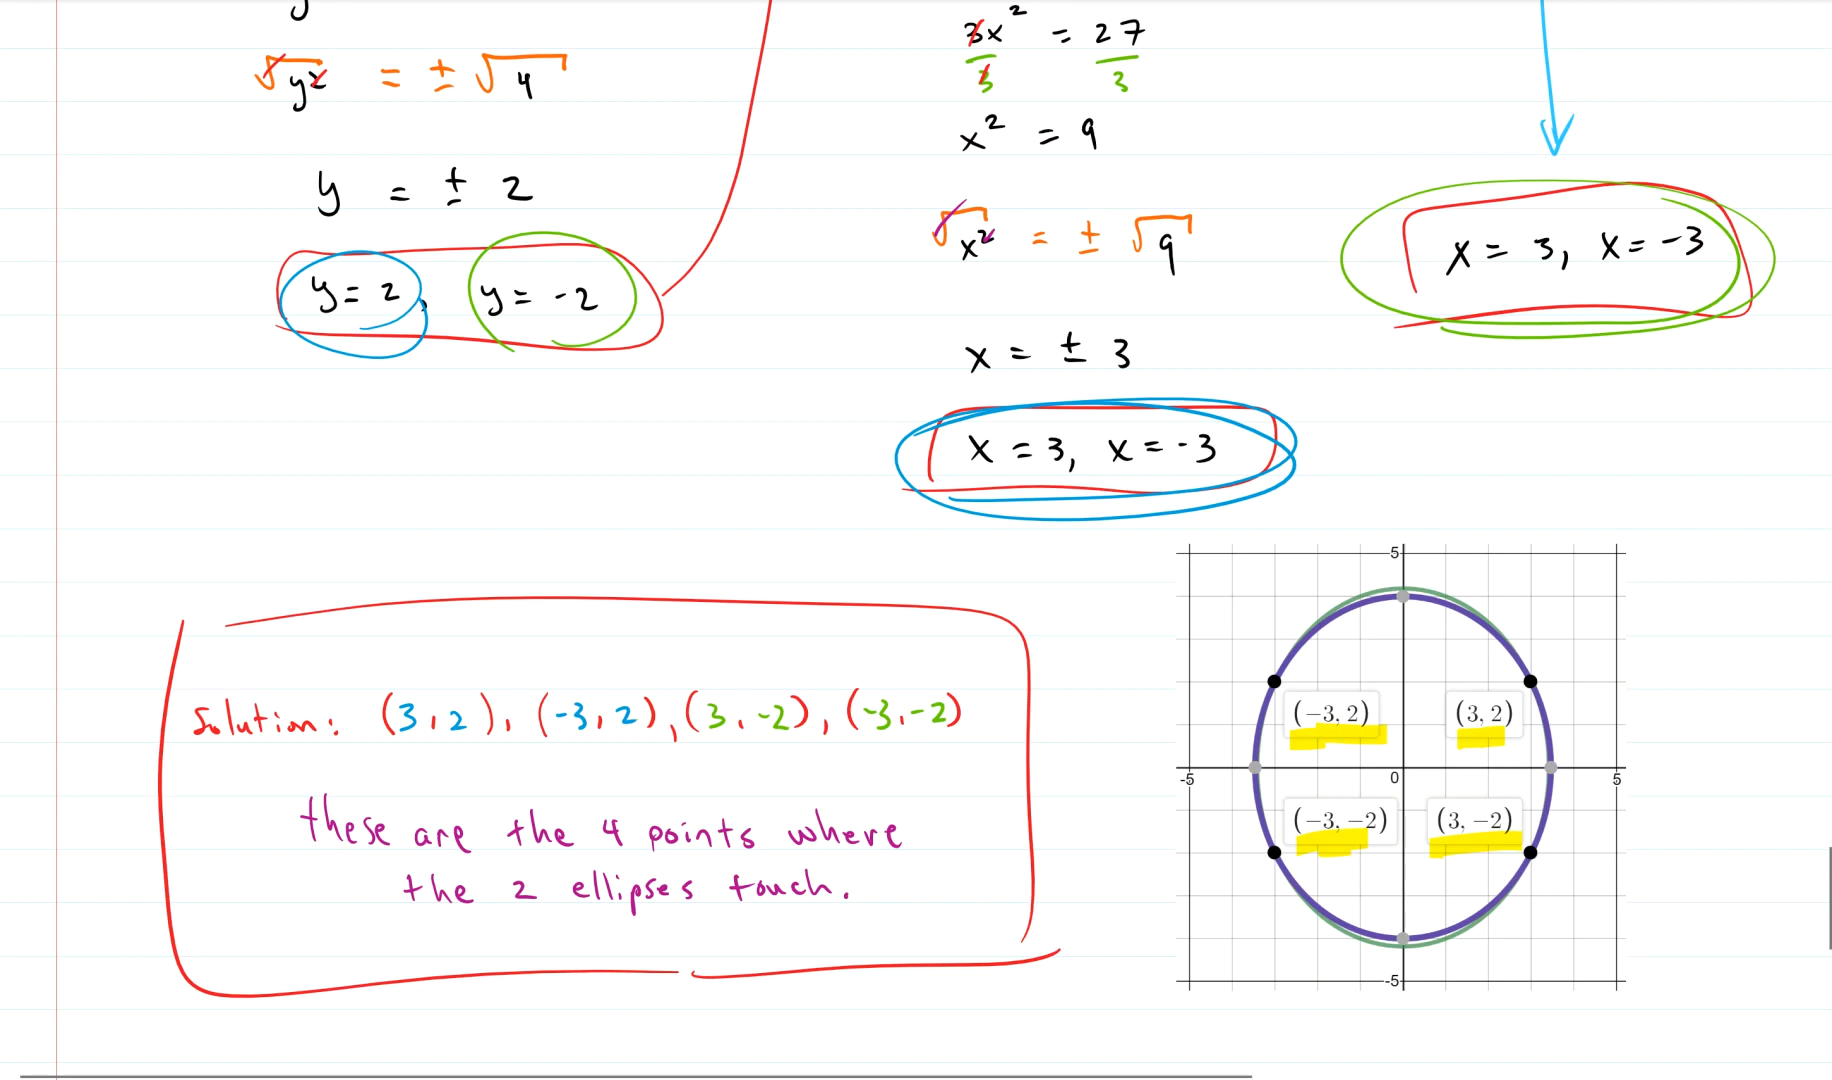 √y² = ± √4
y = ± 2
y = 2, y = -2
3x² = 27
3 3
x² = 9
√x² = ± √9
x = ± 3
x = 3, x = -3
x = 3, x = -3
Solution: (3, 2), (-3, 2), (3, -2), (-3, -2)
these are the 4 points where
the 2 ellipses touch.
5
(−3, 2) (3, 2)
-5 0 5
(−3, −2) (3, −2)
-5